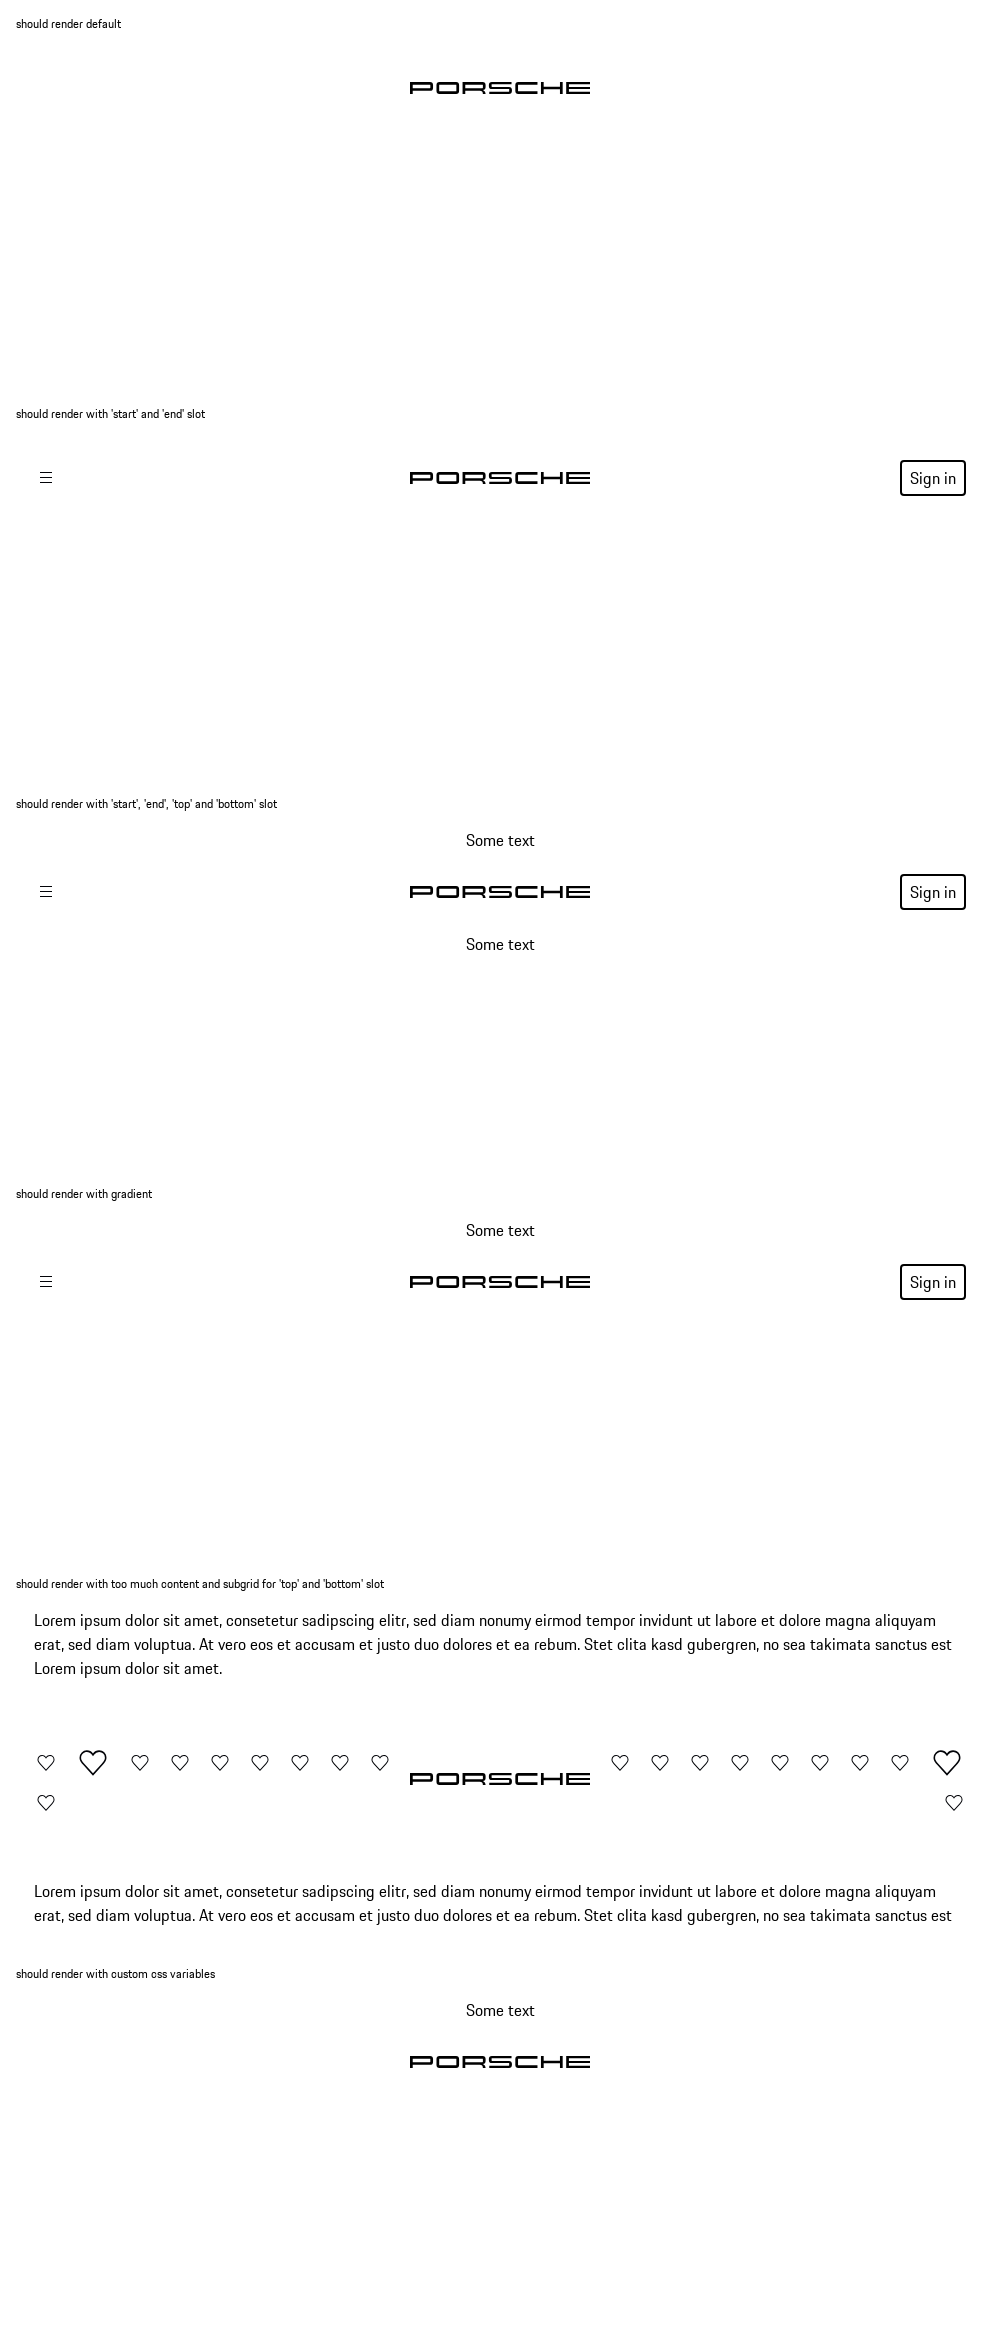 should render default
PORSCHE
should render with 'start' and 'end' slot
PORSCHE
Sign in
should render with 'start', 'end', 'top' and 'bottom' slot
Some text
PORSCHE
Sign in
Some text
should render with gradient
Some text
PORSCHE
Sign in
should render with too much content and subgrid for 'top' and 'bottom' slot
Lorem ipsum dolor sit amet, consetetur sadipscing elitr, sed diam nonumy eirmod tempor invidunt ut labore et dolore magna aliquyam
erat, sed diam voluptua. At vero eos et accusam et justo duo dolores et ea rebum. Stet clita kasd gubergren, no sea takimata sanctus est
Lorem ipsum dolor sit amet.
PORSCHE
Lorem ipsum dolor sit amet, consetetur sadipscing elitr, sed diam nonumy eirmod tempor invidunt ut labore et dolore magna aliquyam
erat, sed diam voluptua. At vero eos et accusam et justo duo dolores et ea rebum. Stet clita kasd gubergren, no sea takimata sanctus est
should render with custom css variables
Some text
PORSCHE